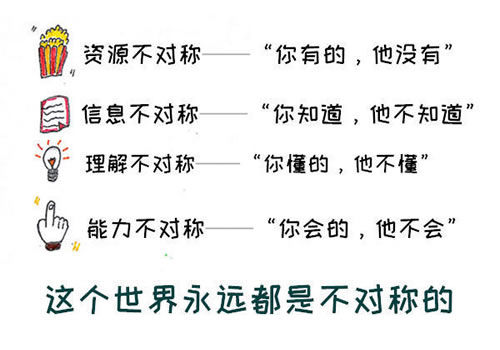 资源不对称——“你有的，他没有”
信息不对称——“你知道，他不知道”
理解不对称——“你懂的，他不懂”
能力不对称——“你会的，他不会”
这个世界永远都是不对称的